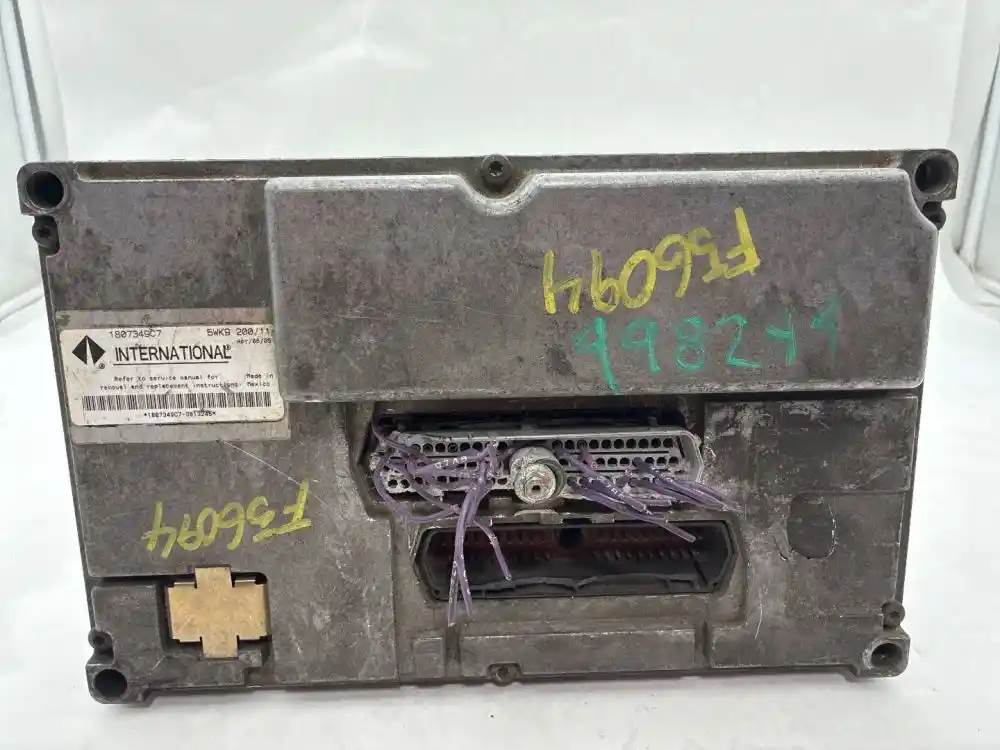 F56094
998244
1807349C7 5WK9 200/11
INTERNATIONAL®
Refer to service manual for Made in
removal and replacement instructions Mexico
F56094